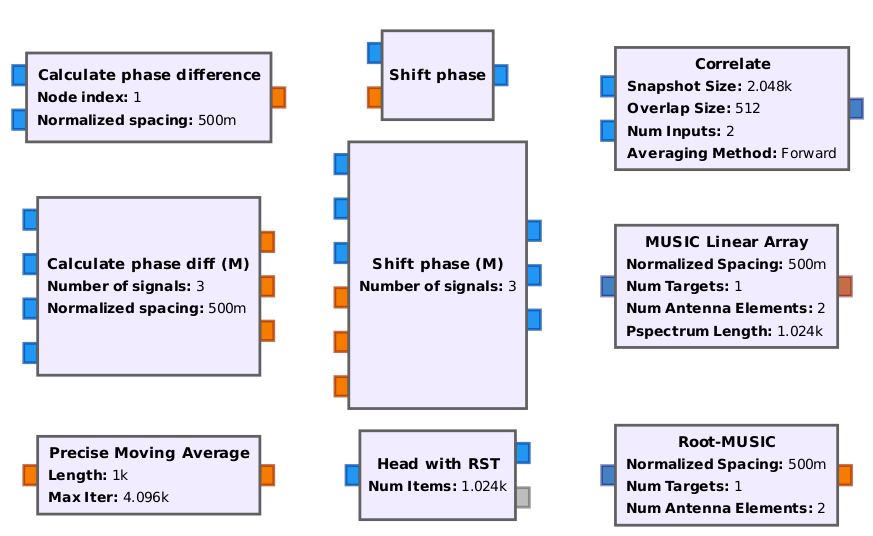 Calculate phase difference
Node index: 1
Normalized spacing: 500m
Shift phase
Correlate
Snapshot Size: 2.048k
Overlap Size: 512
Num Inputs: 2
Averaging Method: Forward
Calculate phase diff (M)
Number of signals: 3
Normalized spacing: 500m
Shift phase (M)
Number of signals: 3
MUSIC Linear Array
Normalized Spacing: 500m
Num Targets: 1
Num Antenna Elements: 2
Pspectrum Length: 1.024k
Precise Moving Average
Length: 1k
Max Iter: 4.096k
Head with RST
Num Items: 1.024k
Root-MUSIC
Normalized Spacing: 500m
Num Targets: 1
Num Antenna Elements: 2